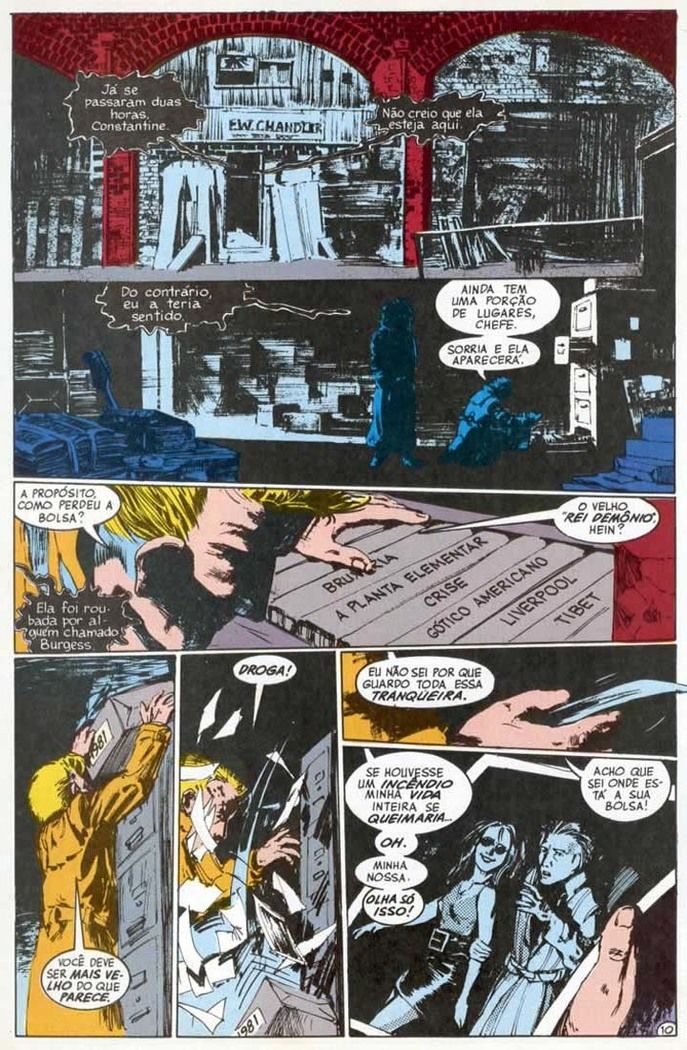 Já se
passaram duas
horas,
Constantine.
Não creio que ela
esteja aqui.
E.W. CHANDLER
Do contrário,
eu a teria
sentido.
AINDA TEM
UMA PORÇÃO
DE LUGARES,
CHEFE.
SORRIA E ELA
APARECERÁ.
A PROPÓSITO,
COMO PERDEU A
BOLSA?
Ela foi rou-
bada por al-
guém chamado
Burgess.
O VELHO
"REI DEMÔNIO",
HEIN?
BRUXARIA
A PLANTA ELEMENTAR
CRISE
GÓTICO AMERICANO
LIVERPOOL
TIBET
1981
VOCÊ DEVE
SER MAIS VE-
LHO DO QUE
PARECE.
DROGA!
1981
EU NÃO SEI POR QUE
GUARDO TODA ESSA
TRANQUEIRA.
SE HOUVESSE
UM INCÊNDIO
MINHA VIDA
INTEIRA SE
QUEIMARIA...
OH.
MINHA
NOSSA.
OLHA SÓ
ISSO!
ACHO QUE
SEI ONDE ES-
TÁ A SUA
BOLSA!
10